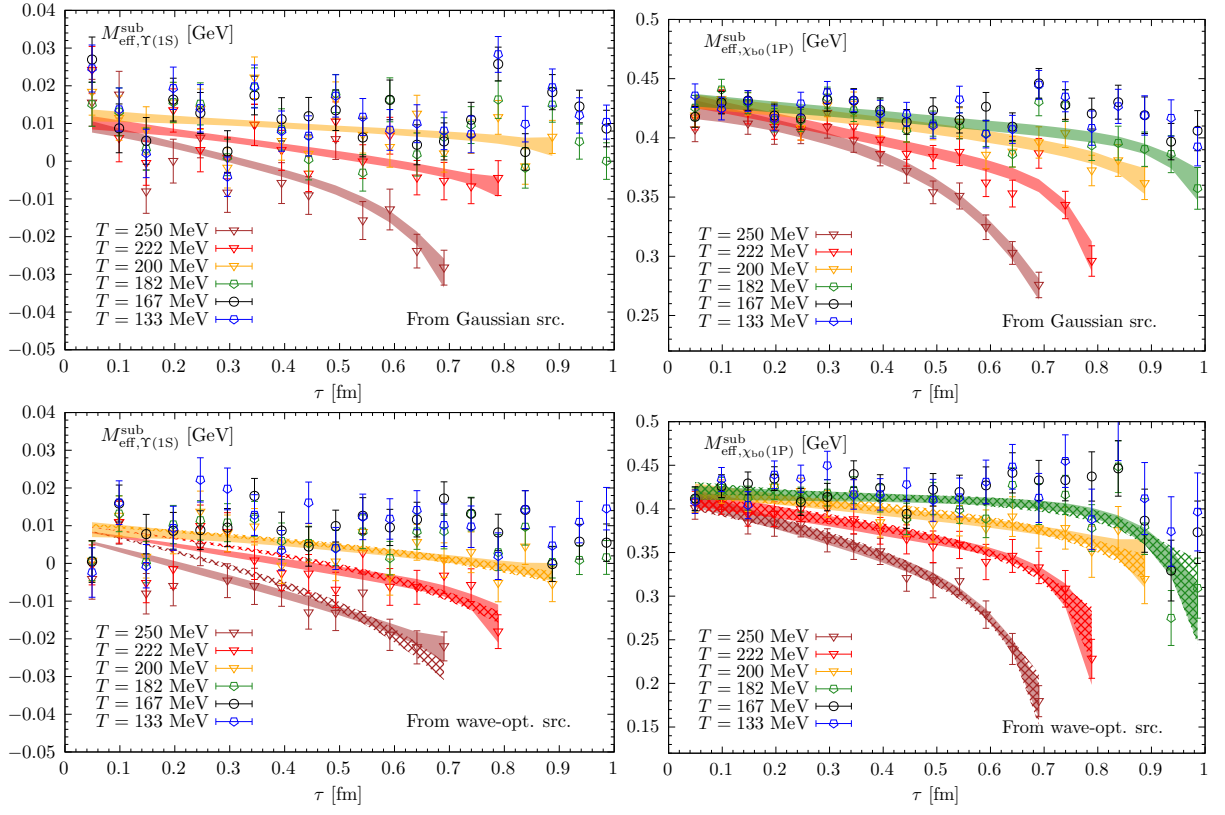 0.04
0.03
0.02
0.01
0
−0.01
−0.02
−0.03
−0.04
−0.05
M^sub_eff,Υ(1S) [GeV]
T = 250 MeV
T = 222 MeV
T = 200 MeV
T = 182 MeV
T = 167 MeV
T = 133 MeV
From Gaussian src.
0 0.1 0.2 0.3 0.4 0.5 0.6 0.7 0.8 0.9 1
τ [fm]
0.5
0.45
0.4
0.35
0.3
0.25
M^sub_eff,χb0(1P) [GeV]
T = 250 MeV
T = 222 MeV
T = 200 MeV
T = 182 MeV
T = 167 MeV
T = 133 MeV
From Gaussian src.
0 0.1 0.2 0.3 0.4 0.5 0.6 0.7 0.8 0.9 1
τ [fm]
0.04
0.03
0.02
0.01
0
−0.01
−0.02
−0.03
−0.04
−0.05
M^sub_eff,Υ(1S) [GeV]
T = 250 MeV
T = 222 MeV
T = 200 MeV
T = 182 MeV
T = 167 MeV
T = 133 MeV
From wave-opt. src.
0 0.1 0.2 0.3 0.4 0.5 0.6 0.7 0.8 0.9 1
τ [fm]
0.5
0.45
0.4
0.35
0.3
0.25
0.2
0.15
M^sub_eff,χb0(1P) [GeV]
T = 250 MeV
T = 222 MeV
T = 200 MeV
T = 182 MeV
T = 167 MeV
T = 133 MeV
From wave-opt. src.
0 0.1 0.2 0.3 0.4 0.5 0.6 0.7 0.8 0.9 1
τ [fm]